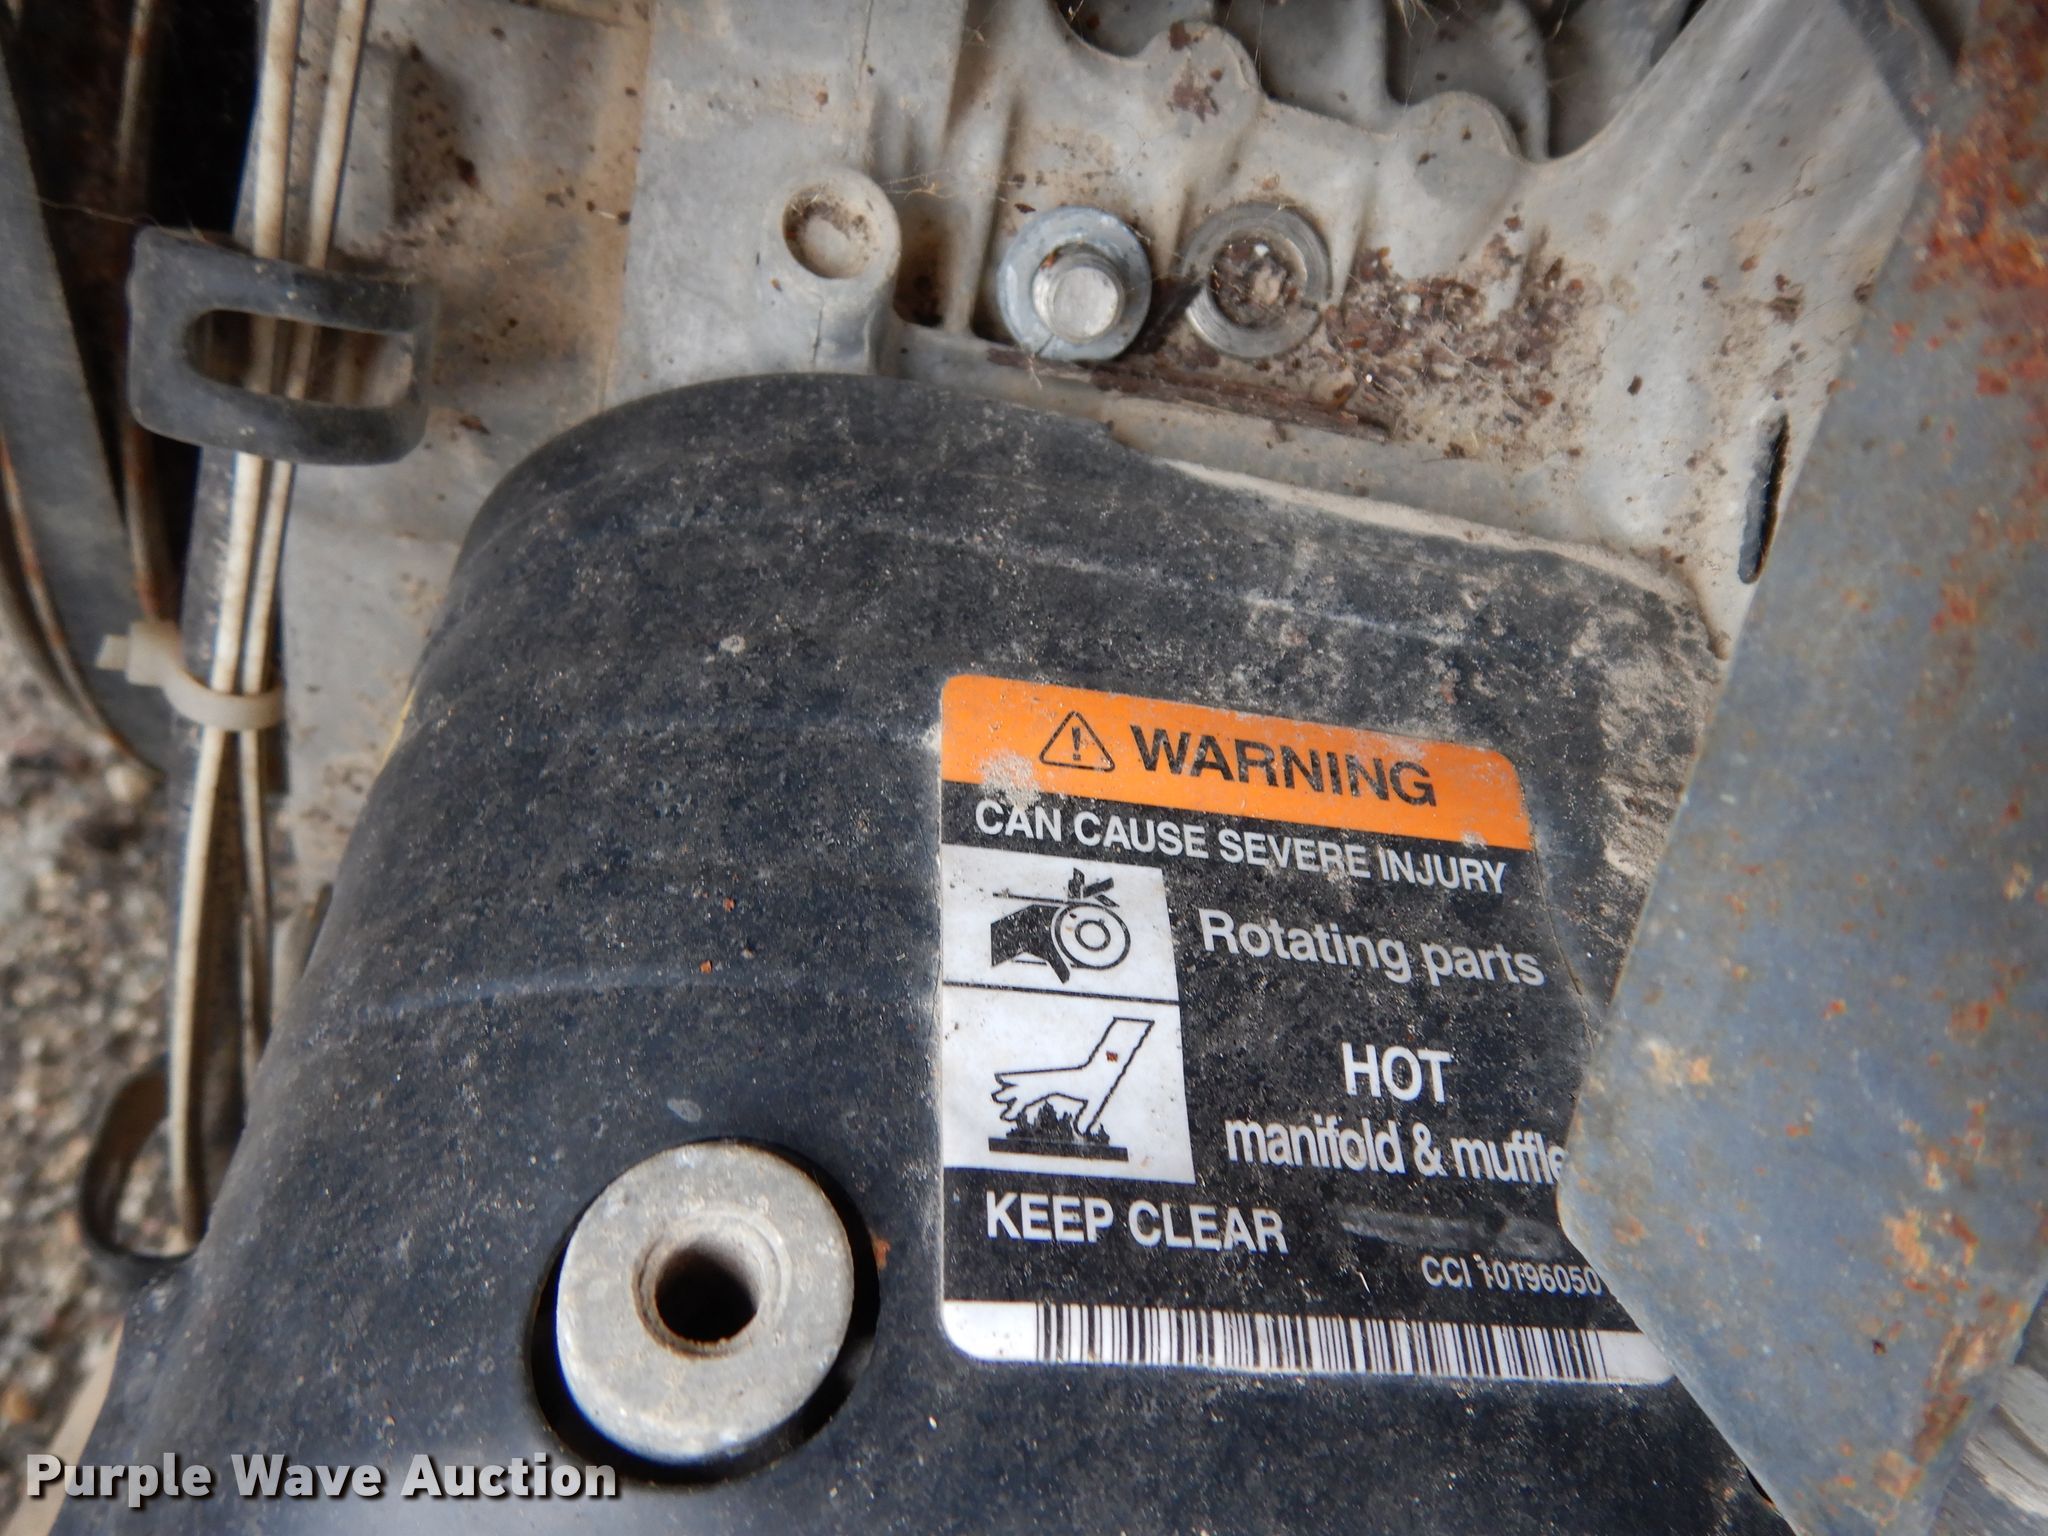 WARNING
CAN CAUSE SEVERE INJURY
Rotating parts
HOT
manifold & muffle
KEEP CLEAR
CCI 10196050
Purple Wave Auction